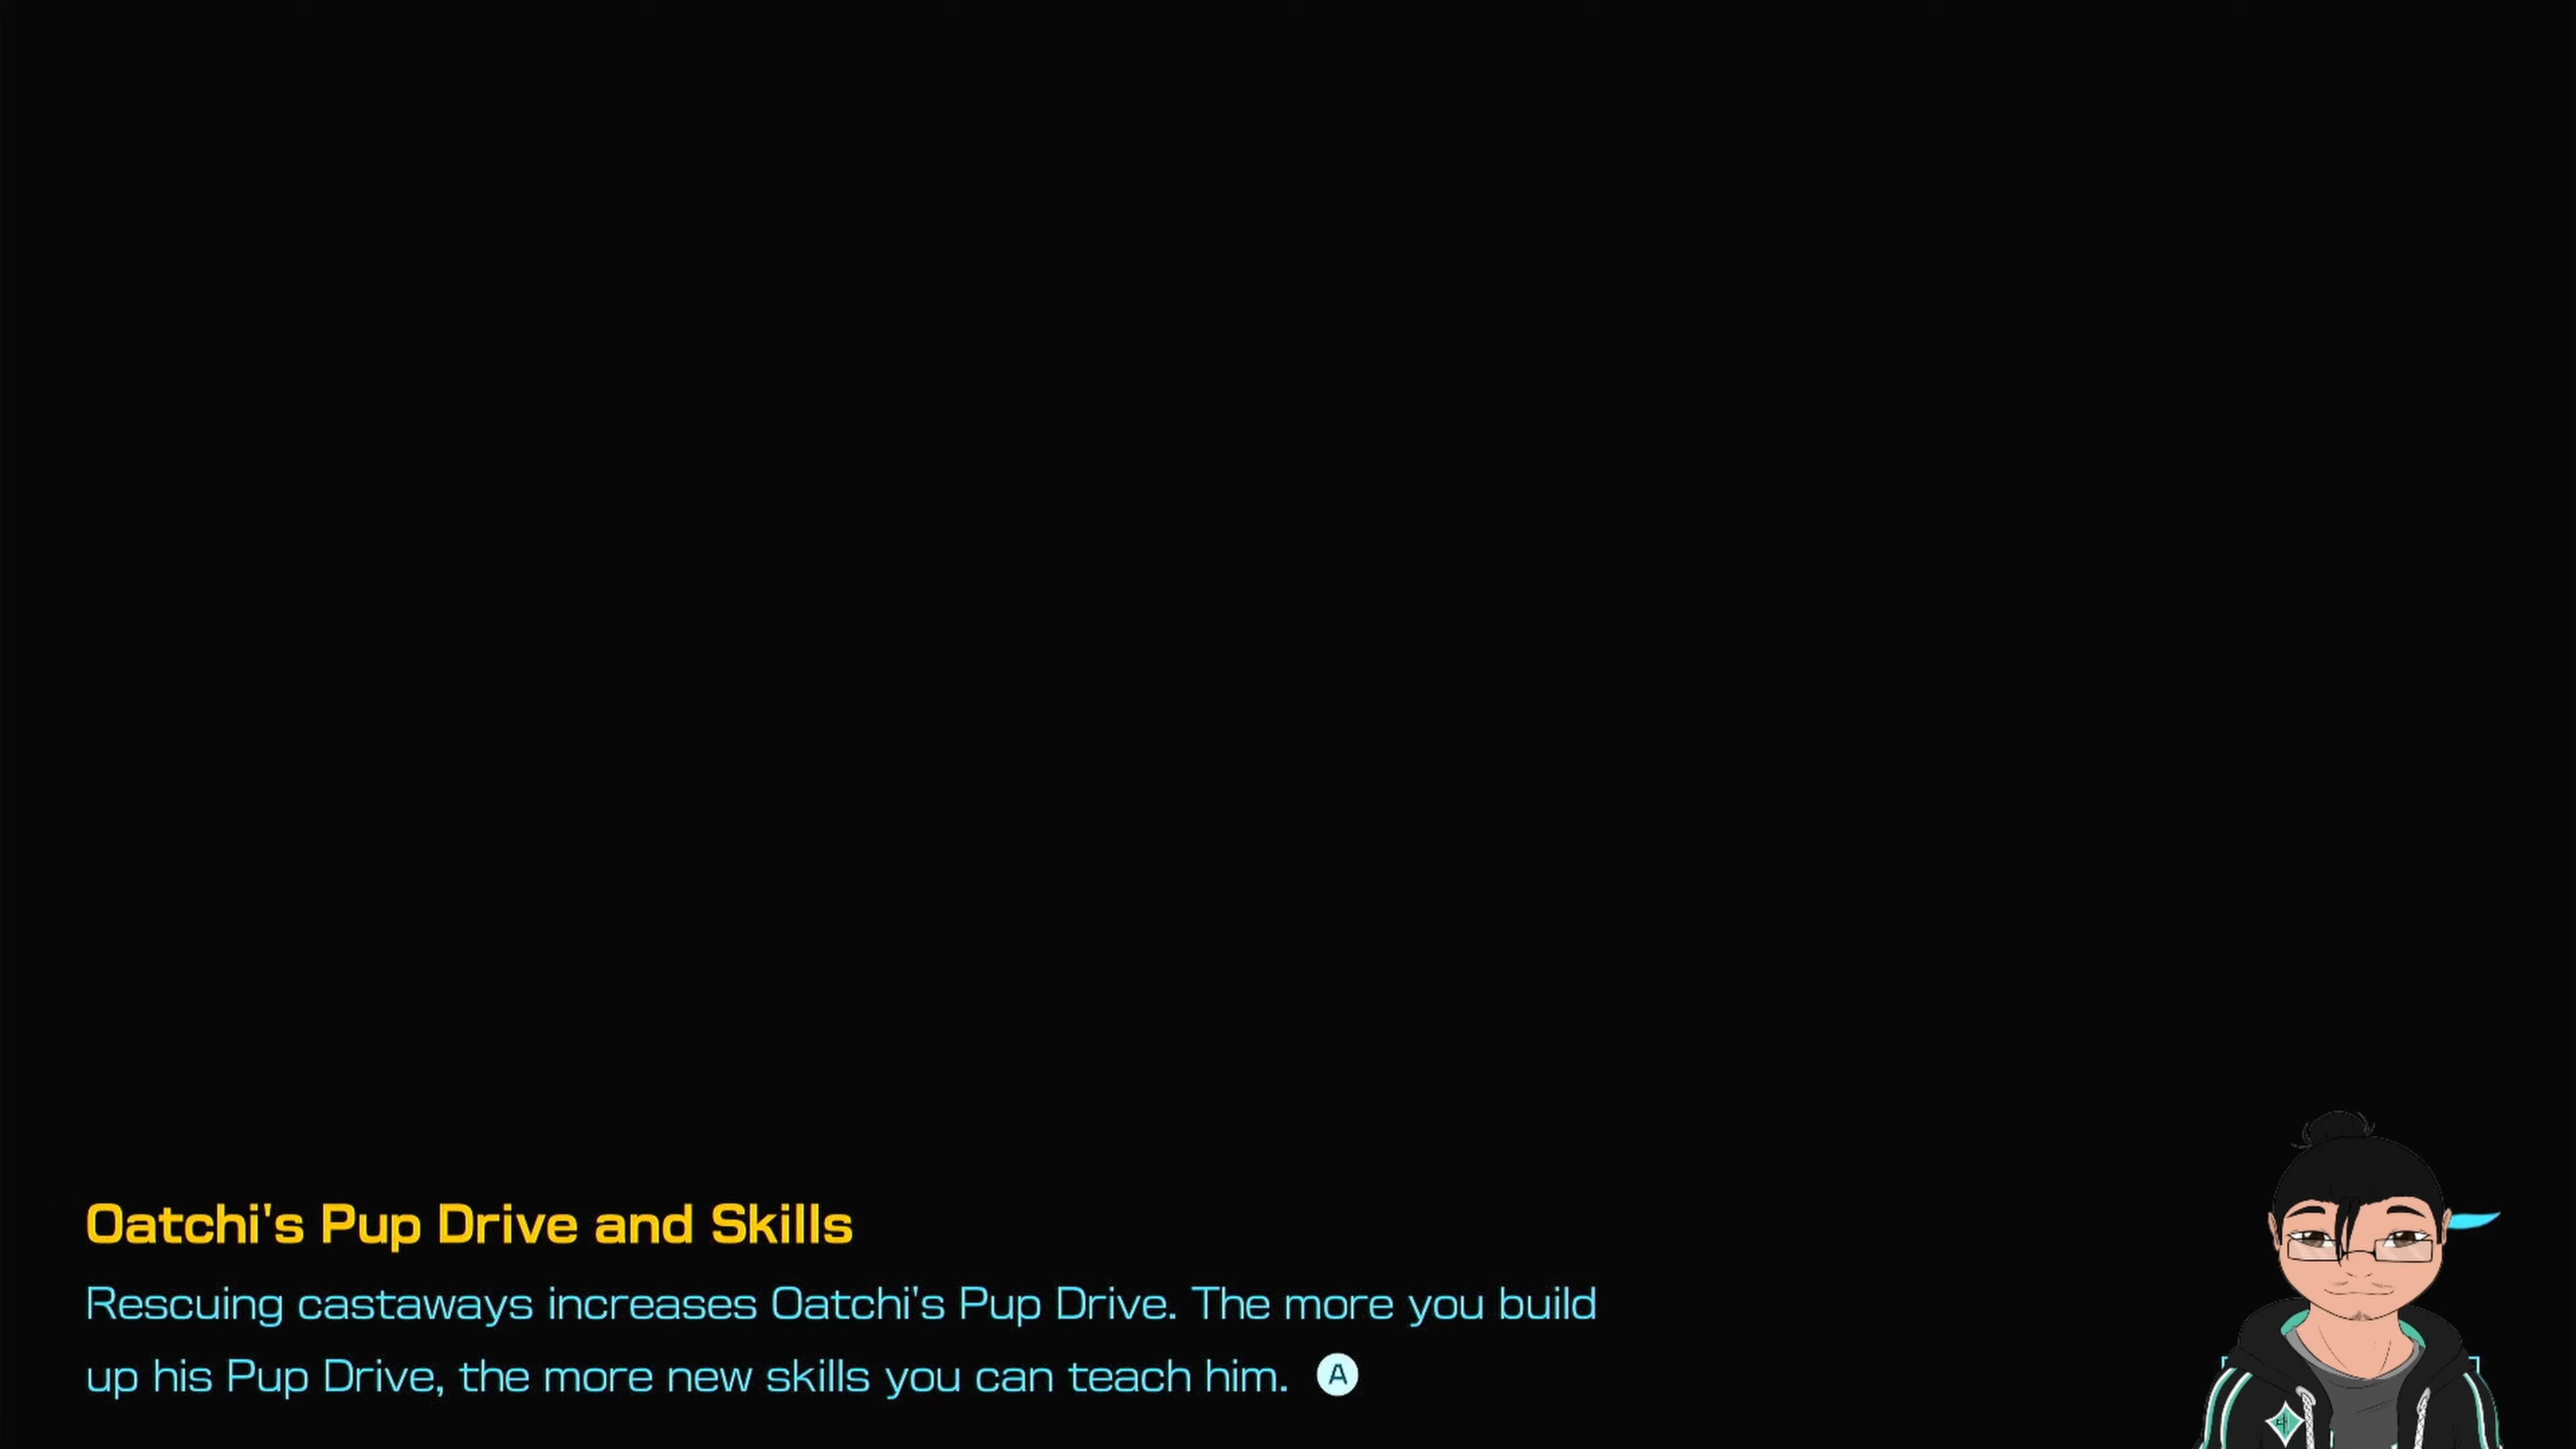 Oatchi's Pup Drive and Skills
Rescuing castaways increases Oatchi's Pup Drive. The more you build
up his Pup Drive, the more new skills you can teach him. A